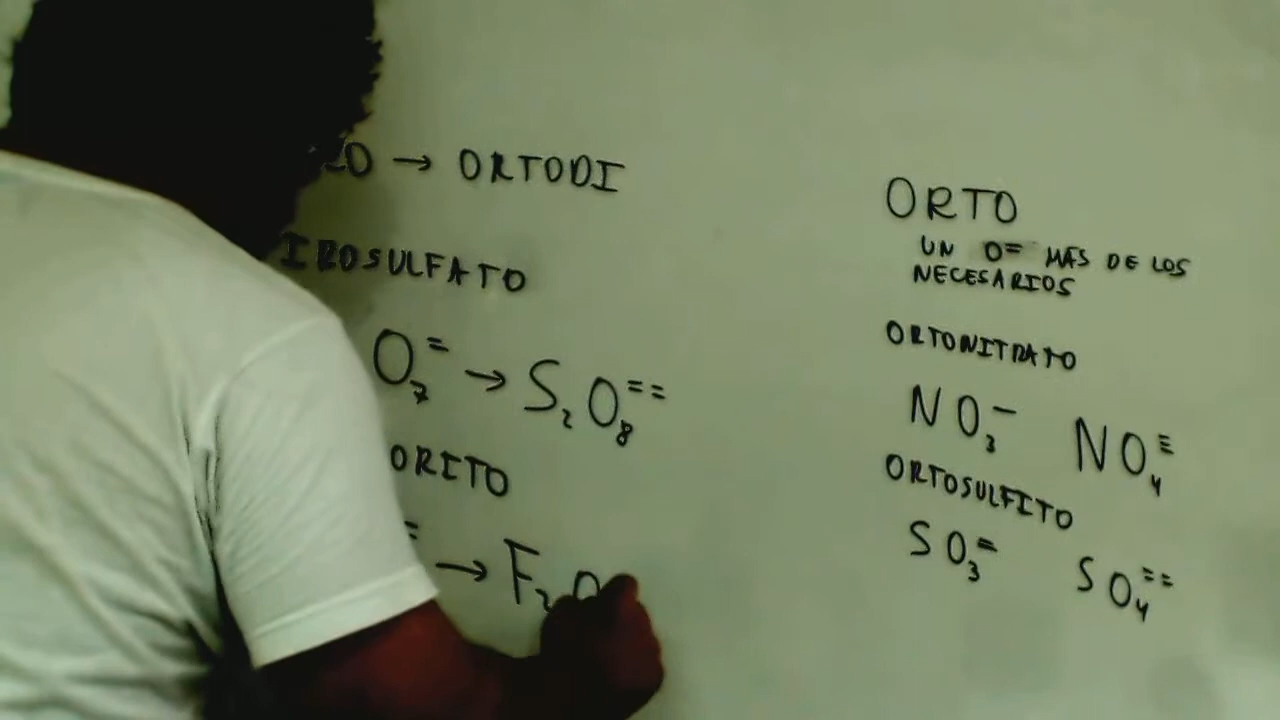 → ORTODI
IROSULFATO
O₇⁼ → S₂O₈⁼⁼
ORITO
⁼ → F₂O
ORTO
UN O⁼ MAS DE LOS
NECESARIOS
ORTONITRATO
NO₃⁻ NO₄≡
ORTOSULFITO
SO₃⁼ SO₄⁼⁼